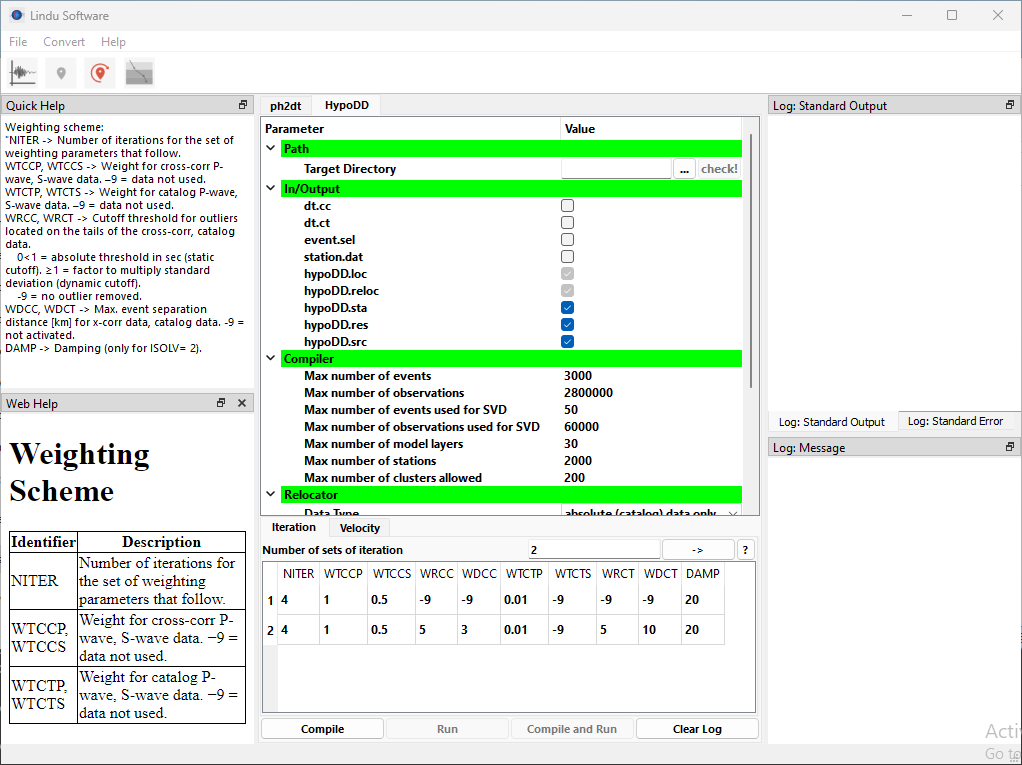 Lindu Software
File Convert Help
Quick Help
Weighting scheme:
"NITER -> Number of iterations for the set of
weighting parameters that follow.
WTCCP, WTCCS -> Weight for cross-corr P-
wave, S-wave data. –9 = data not used.
WTCTP, WTCTS -> Weight for catalog P-wave,
S-wave data. –9 = data not used.
WRCC, WRCT -> Cutoff threshold for outliers
located on the tails of the cross-corr, catalog
data.
0<1 = absolute threshold in sec (static
cutoff). ≥1 = factor to multiply standard
deviation (dynamic cutoff).
-9 = no outlier removed.
WDCC, WDCT -> Max. event separation
distance [km] for x-corr data, catalog data. -9 =
not activated.
DAMP -> Damping (only for ISOLV= 2).
Web Help
Weighting
Scheme
Identifier Description
NITER Number of iterations for
the set of weighting
parameters that follow.
WTCCP, WTCCS Weight for cross-corr P-
wave, S-wave data. −9 =
data not used.
WTCTP, WTCTS Weight for catalog P-
wave, S-wave data. −9 =
data not used.
ph2dt HypoDD
Parameter Value
Path
Target Directory ... check!
In/Output
dt.cc
dt.ct
event.sel
station.dat
hypoDD.loc
hypoDD.reloc
hypoDD.sta
hypoDD.res
hypoDD.src
Compiler
Max number of events 3000
Max number of observations 2800000
Max number of events used for SVD 50
Max number of observations used for SVD 60000
Max number of model layers 30
Max number of stations 2000
Max number of clusters allowed 200
Relocator
Data Type absolute (catalog) data only
Iteration Velocity
Number of sets of iteration 2 -> ?
NITER WTCCP WTCCS WRCC WDCC WTCTP WTCTS WRCT WDCT DAMP
1 4 1 0.5 -9 -9 0.01 -9 -9 -9 20
2 4 1 0.5 5 3 0.01 -9 5 10 20
Compile Run Compile and Run Clear Log
Log: Standard Output
Log: Standard Output Log: Standard Error
Log: Message